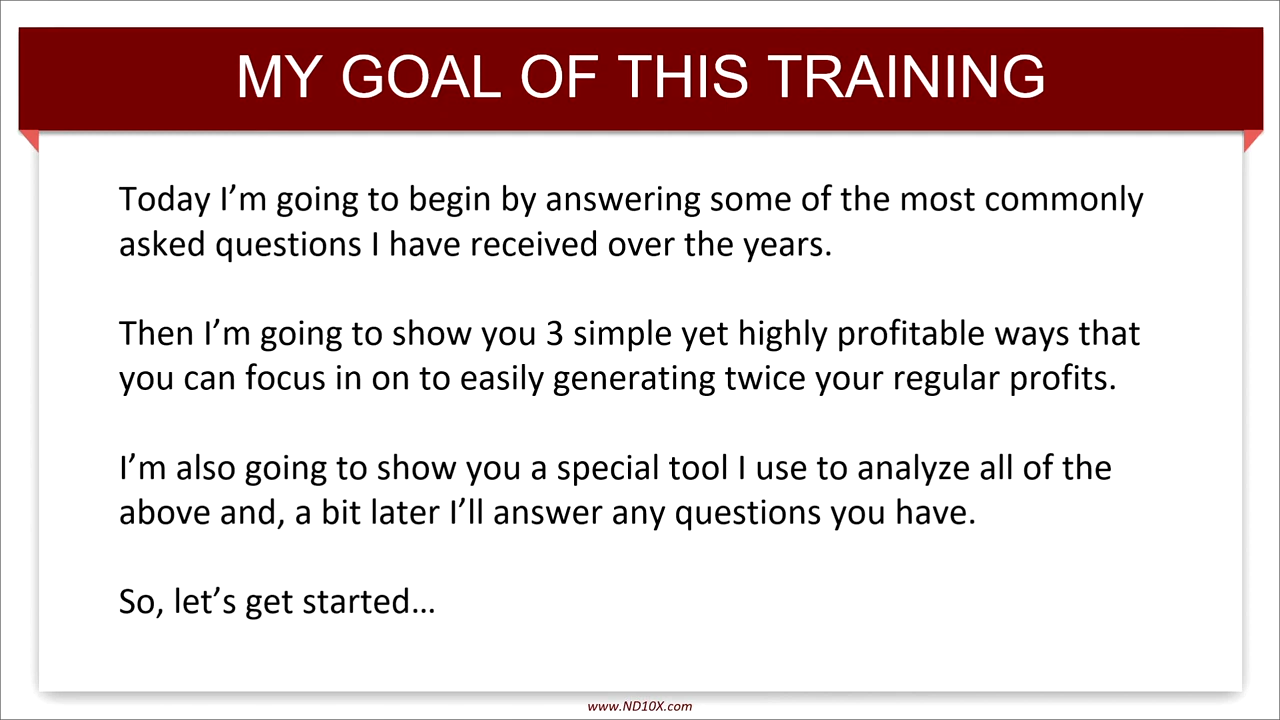 MY GOAL OF THIS TRAINING
Today I’m going to begin by answering some of the most commonly
asked questions I have received over the years.
Then I’m going to show you 3 simple yet highly profitable ways that
you can focus in on to easily generating twice your regular profits.
I’m also going to show you a special tool I use to analyze all of the
above and, a bit later I’ll answer any questions you have.
So, let’s get started…
www.ND10X.com